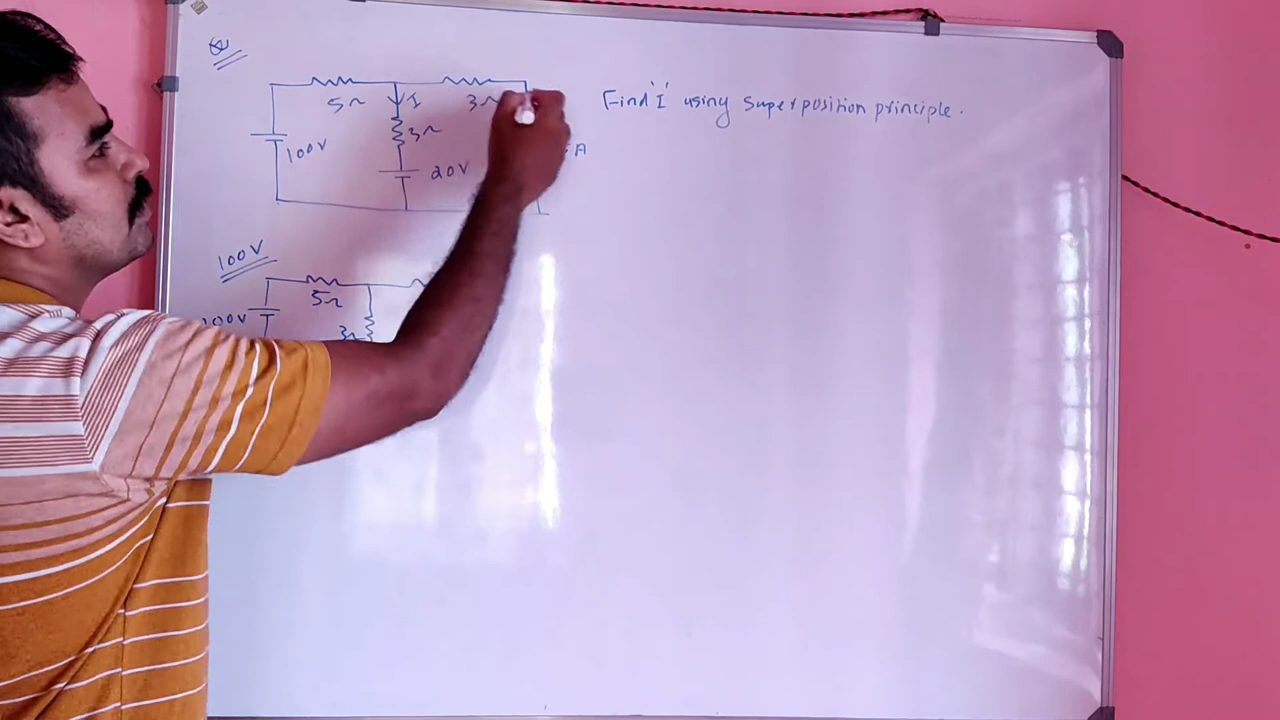 Q
5Ω
I
3Ω
Find 'I' using superposition principle.
100V
3Ω
20V
A
100V
5Ω
100V
3Ω